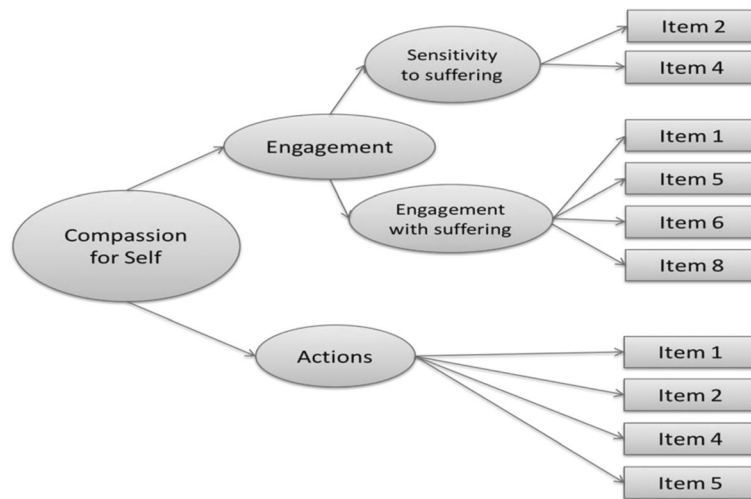 Compassion
for Self
Engagement
Sensitivity
to suffering
Item 2
Item 4
Engagement
with suffering
Item 1
Item 5
Item 6
Item 8
Actions
Item 1
Item 2
Item 4
Item 5